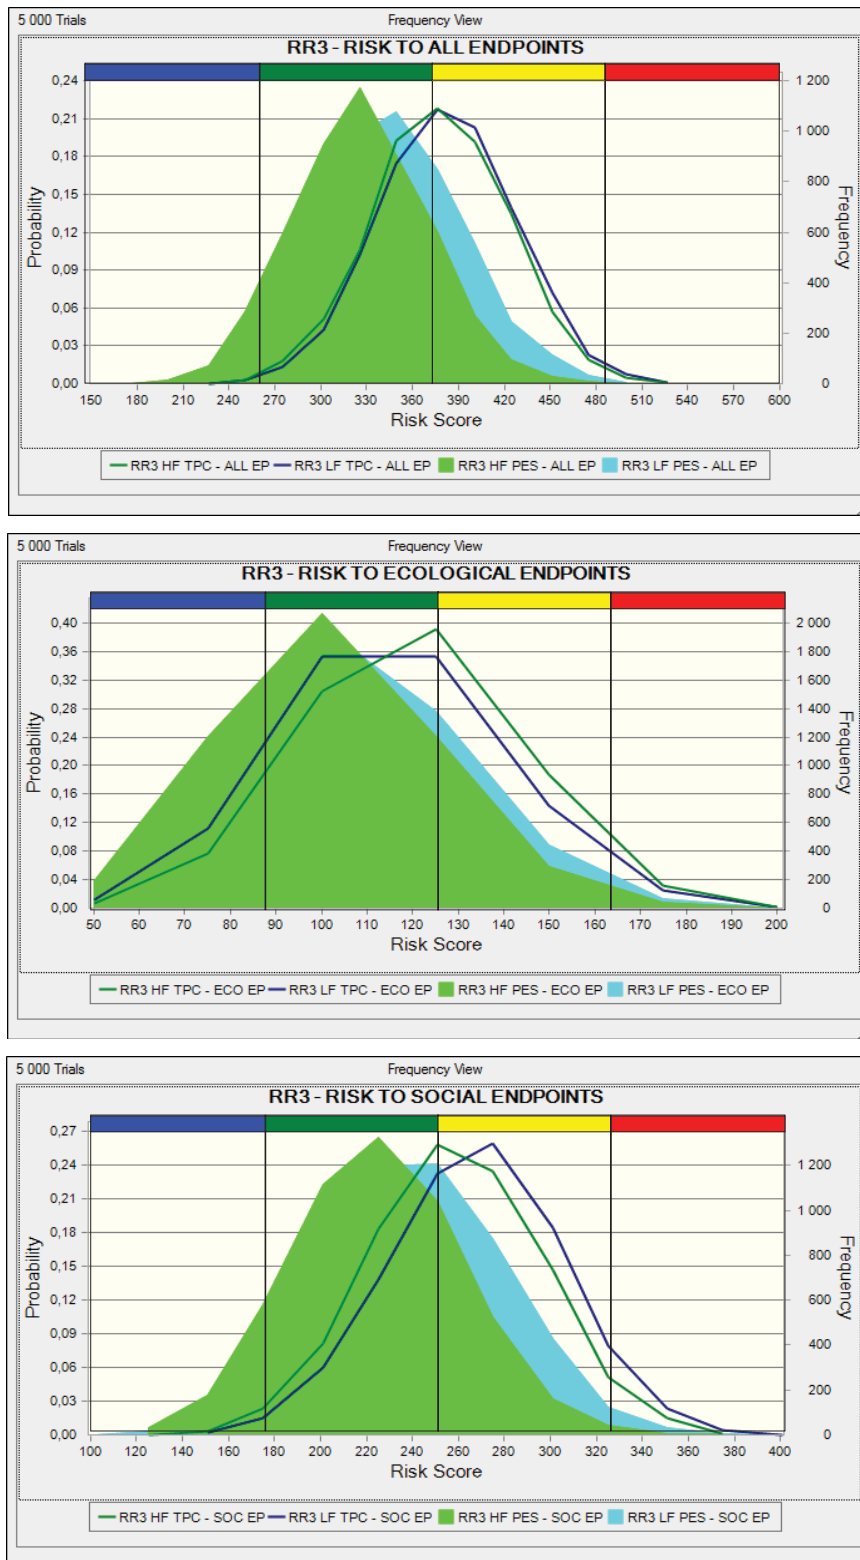 5 000 Trials Frequency View
RR3 - RISK TO ALL ENDPOINTS
0,24 1 200
0,21 1 000
0,18 800
0,15
0,12 600
0,09 400
0,06 200
0,03
0,00 0
Probability
Frequency
150 180 210 240 270 300 330 360 390 420 450 480 510 540 570 600
Risk Score
RR3 HF TPC - ALL EP RR3 LF TPC - ALL EP RR3 HF PES - ALL EP RR3 LF PES - ALL EP
5 000 Trials Frequency View
RR3 - RISK TO ECOLOGICAL ENDPOINTS
0,40 2 000
0,36 1 800
0,32 1 600
0,28 1 400
0,24 1 200
0,20 1 000
0,16 800
0,12 600
0,08 400
0,04 200
0,00 0
Probability
Frequency
50 60 70 80 90 100 110 120 130 140 150 160 170 180 190 200
Risk Score
RR3 HF TPC - ECO EP RR3 LF TPC - ECO EP RR3 HF PES - ECO EP RR3 LF PES - ECO EP
5 000 Trials Frequency View
RR3 - RISK TO SOCIAL ENDPOINTS
0,27
0,24 1 200
0,21 1 000
0,18 800
0,15
0,12 600
0,09 400
0,06 200
0,03
0,00 0
Probability
Frequency
100 120 140 160 180 200 220 240 260 280 300 320 340 360 380 400
Risk Score
RR3 HF TPC - SOC EP RR3 LF TPC - SOC EP RR3 HF PES - SOC EP RR3 LF PES - SOC EP